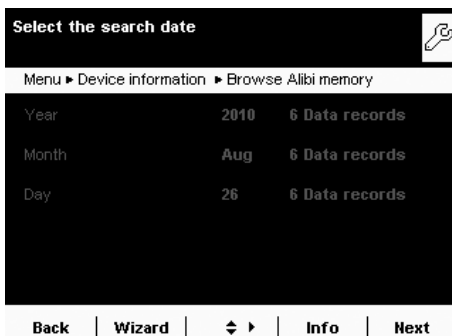 Select the search date
Menu ▸ Device information ▸ Browse Alibi memory
Year 2010 6 Data records
Month Aug 6 Data records
Day 26 6 Data records
Back Wizard Info Next